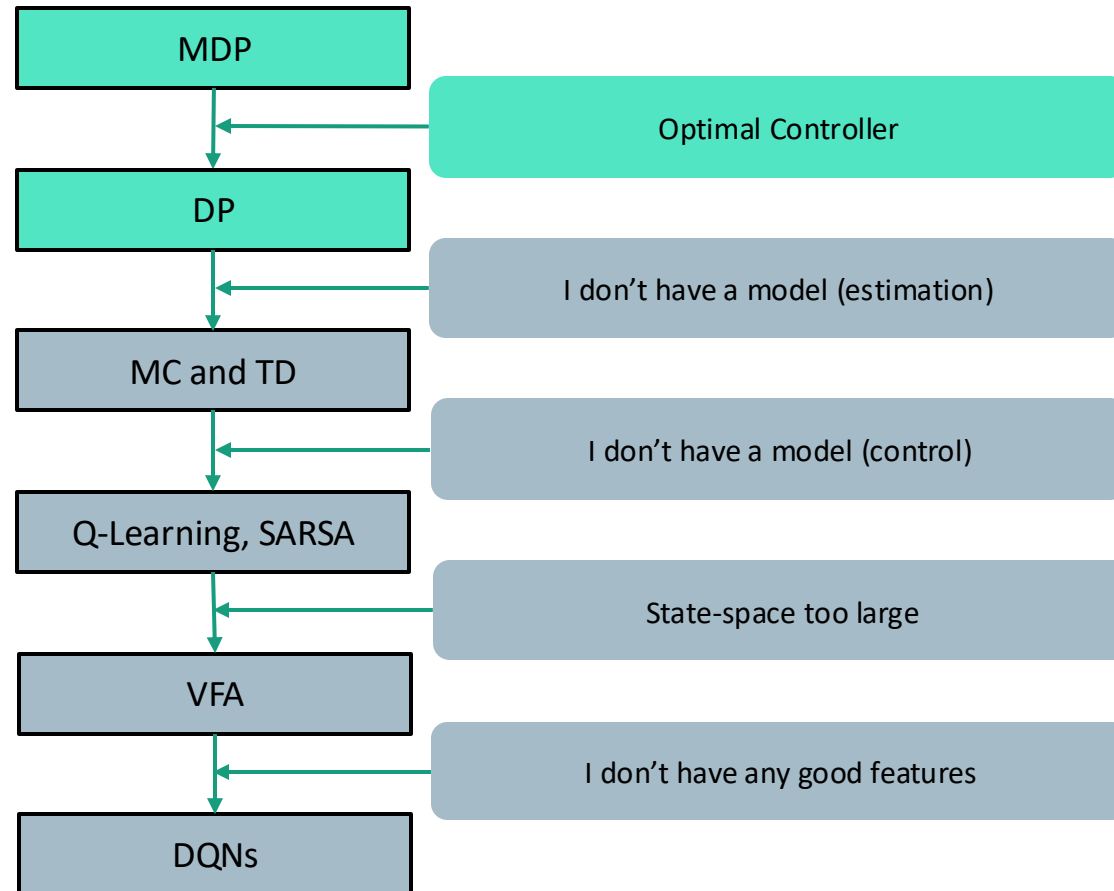 MDP
Optimal Controller
DP
I don’t have a model (estimation)
MC and TD
I don’t have a model (control)
Q-Learning, SARSA
State-space too large
VFA
I don’t have any good features
DQNs